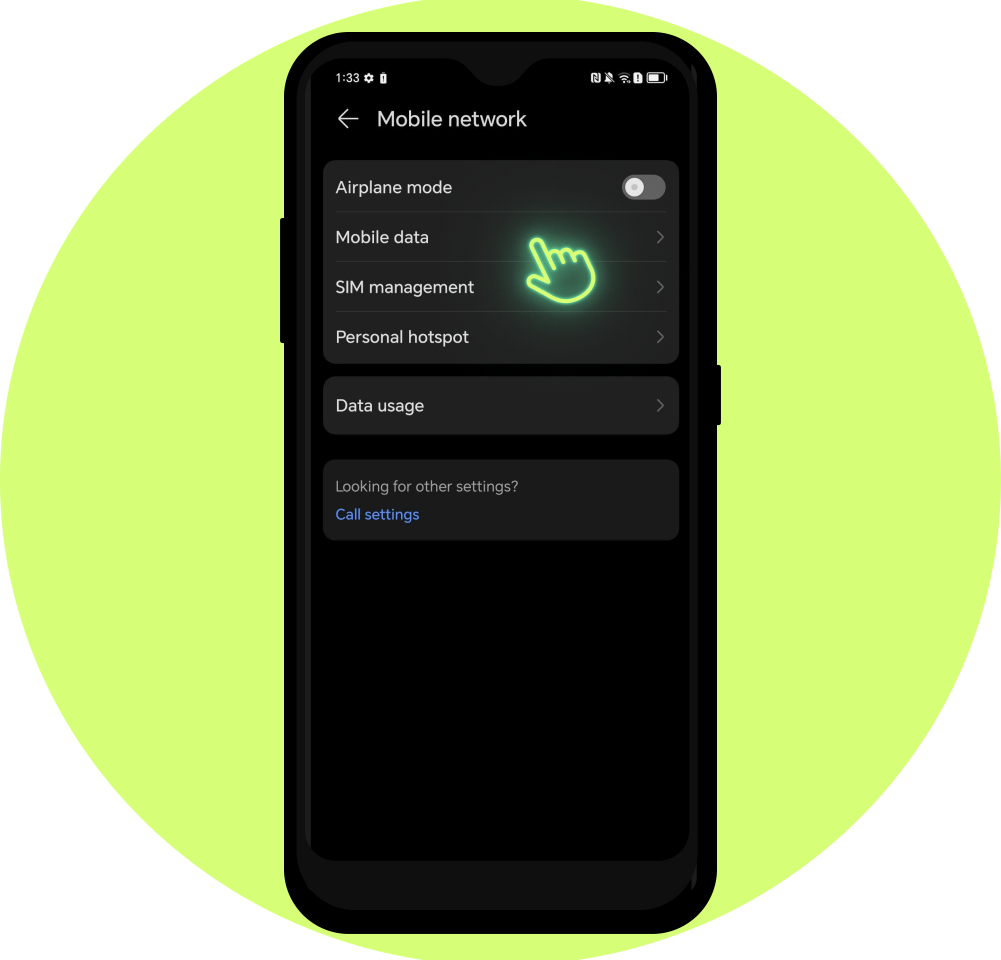 1:33
Mobile network
Airplane mode
Mobile data
SIM management
Personal hotspot
Data usage
Looking for other settings?
Call settings